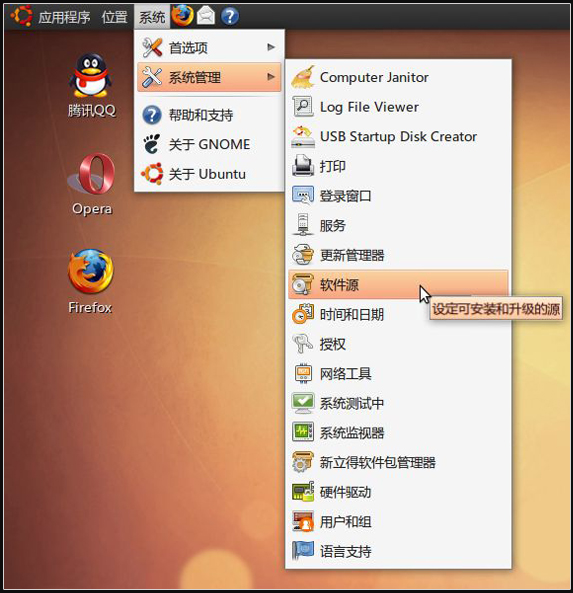 应用程序 位置 系统
首选项
系统管理
帮助和支持
关于 GNOME
关于 Ubuntu
腾讯QQ
Opera
Firefox
Computer Janitor
Log File Viewer
USB Startup Disk Creator
打印
登录窗口
服务
更新管理器
软件源
设定可安装和升级的源
时间和日期
授权
网络工具
系统测试中
系统监视器
新立得软件包管理器
硬件驱动
用户和组
语言支持